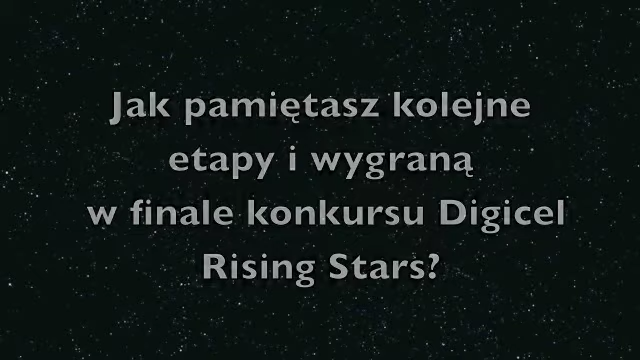 Jak pamiętasz kolejne
etapy i wygraną
w finale konkursu Digicel
Rising Stars?